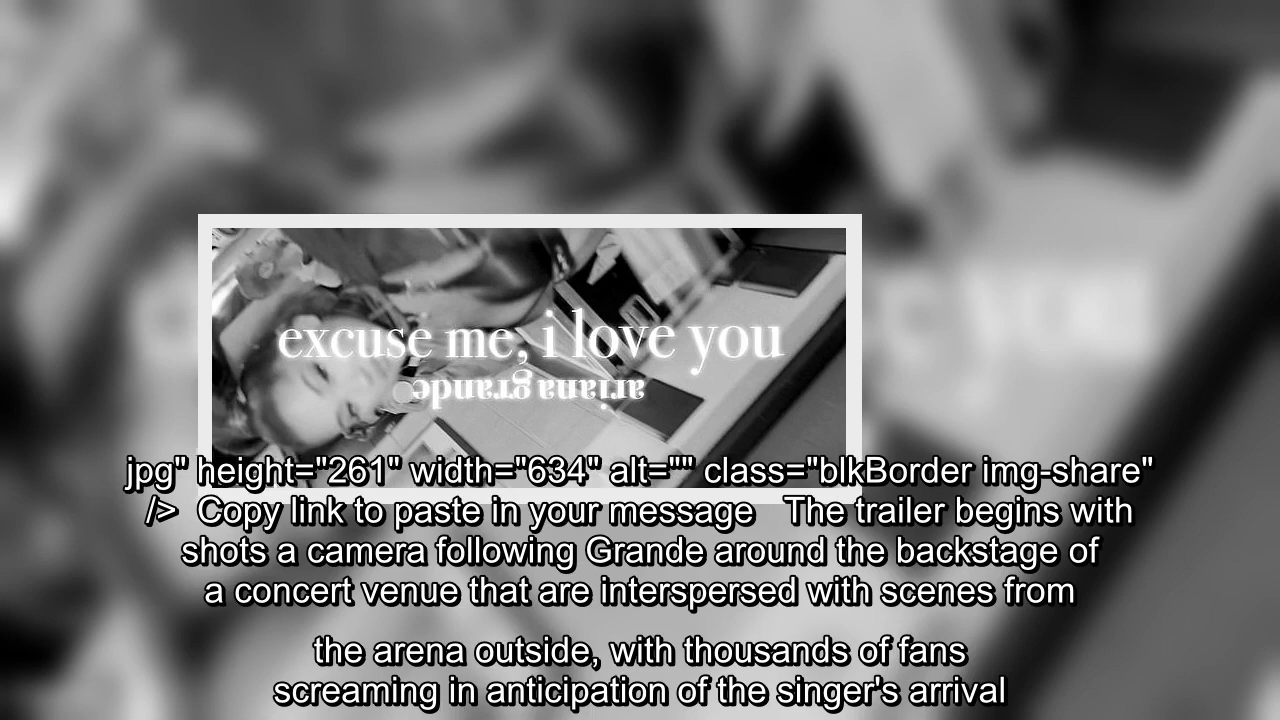 excuse me, i love you
ariana grande
jpg" height="261" width="634" alt="" class="blkBorder img-share"
/>  Copy link to paste in your message   The trailer begins with
shots a camera following Grande around the backstage of
a concert venue that are interspersed with scenes from
the arena outside, with thousands of fans
screaming in anticipation of the singer's arrival